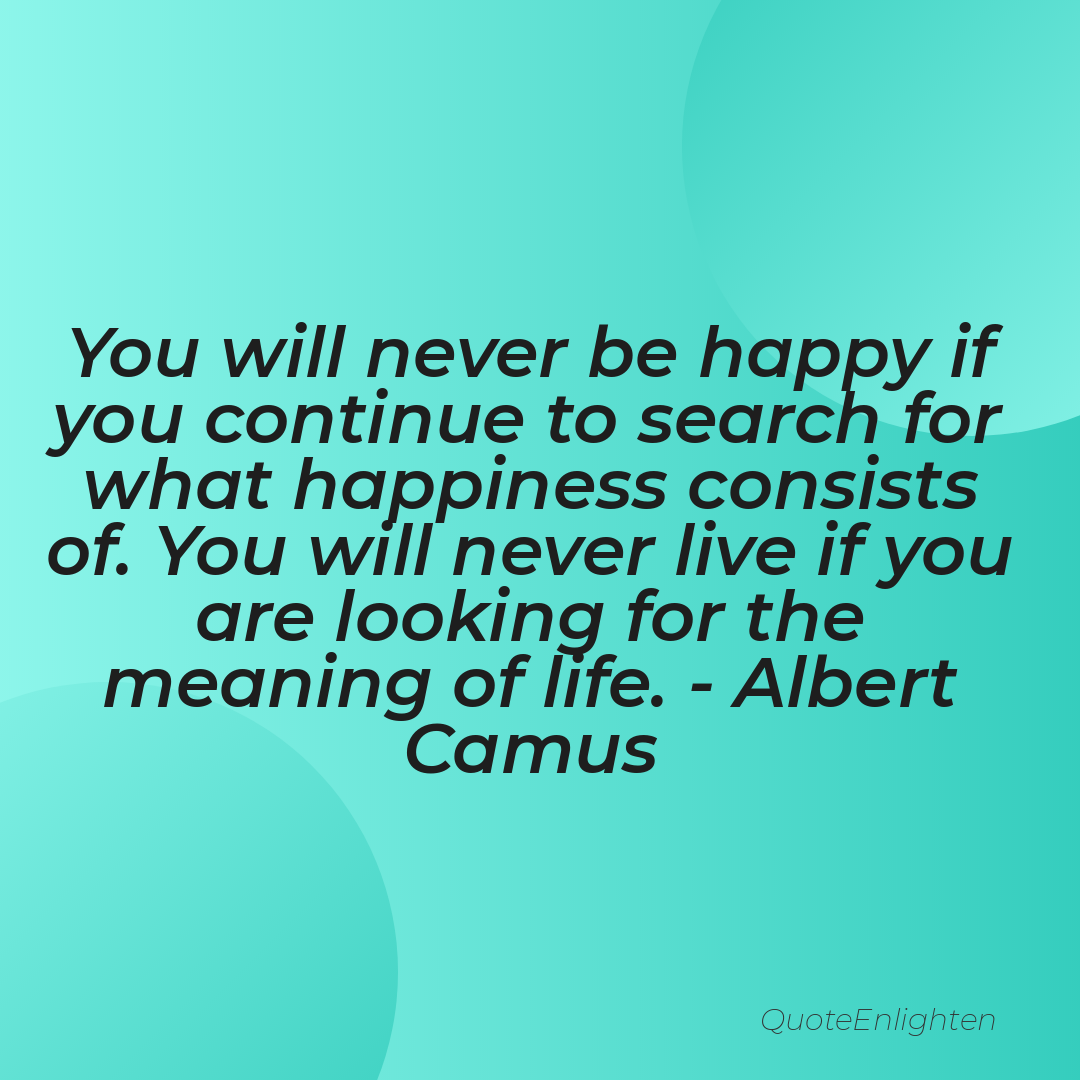 You will never be happy if
you continue to search for
what happiness consists
of. You will never live if you
are looking for the
meaning of life. - Albert
Camus
QuoteEnlighten